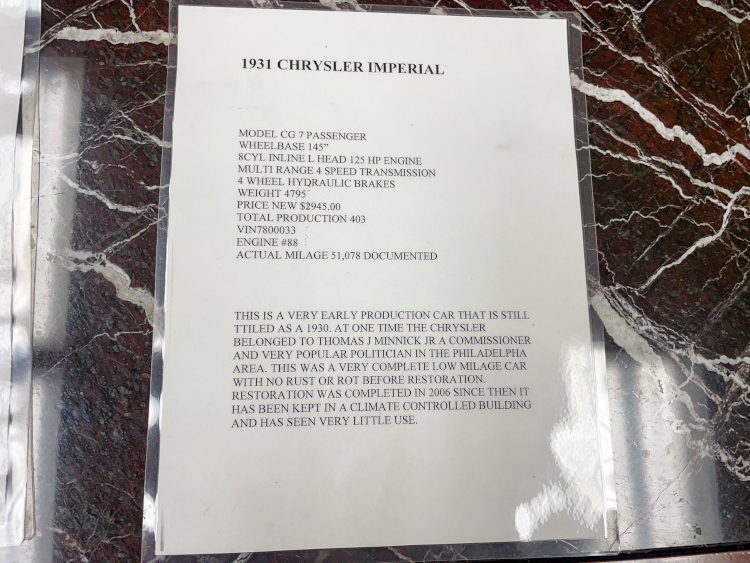 1931 CHRYSLER IMPERIAL
MODEL CG 7 PASSENGER
WHEELBASE 145”
8CYL INLINE L HEAD 125 HP ENGINE
MULTI RANGE 4 SPEED TRANSMISSION
4 WHEEL HYDRAULIC BRAKES
WEIGHT 4795
PRICE NEW $2945.00
TOTAL PRODUCTION 403
VIN7800033
ENGINE #88
ACTUAL MILAGE 51,078 DOCUMENTED
THIS IS A VERY EARLY PRODUCTION CAR THAT IS STILL
TTILED AS A 1930. AT ONE TIME THE CHRYSLER
BELONGED TO THOMAS J MINNICK JR A COMMISSIONER
AND VERY POPULAR POLITICIAN IN THE PHILADELPHA
AREA. THIS WAS A VERY COMPLETE LOW MILAGE CAR
WITH NO RUST OR ROT BEFORE RESTORATION.
RESTORATION WAS COMPLETED IN 2006 SINCE THEN IT
HAS BEEN KEPT IN A CLIMATE CONTROLLED BUILDING
AND HAS SEEN VERY LITTLE USE.